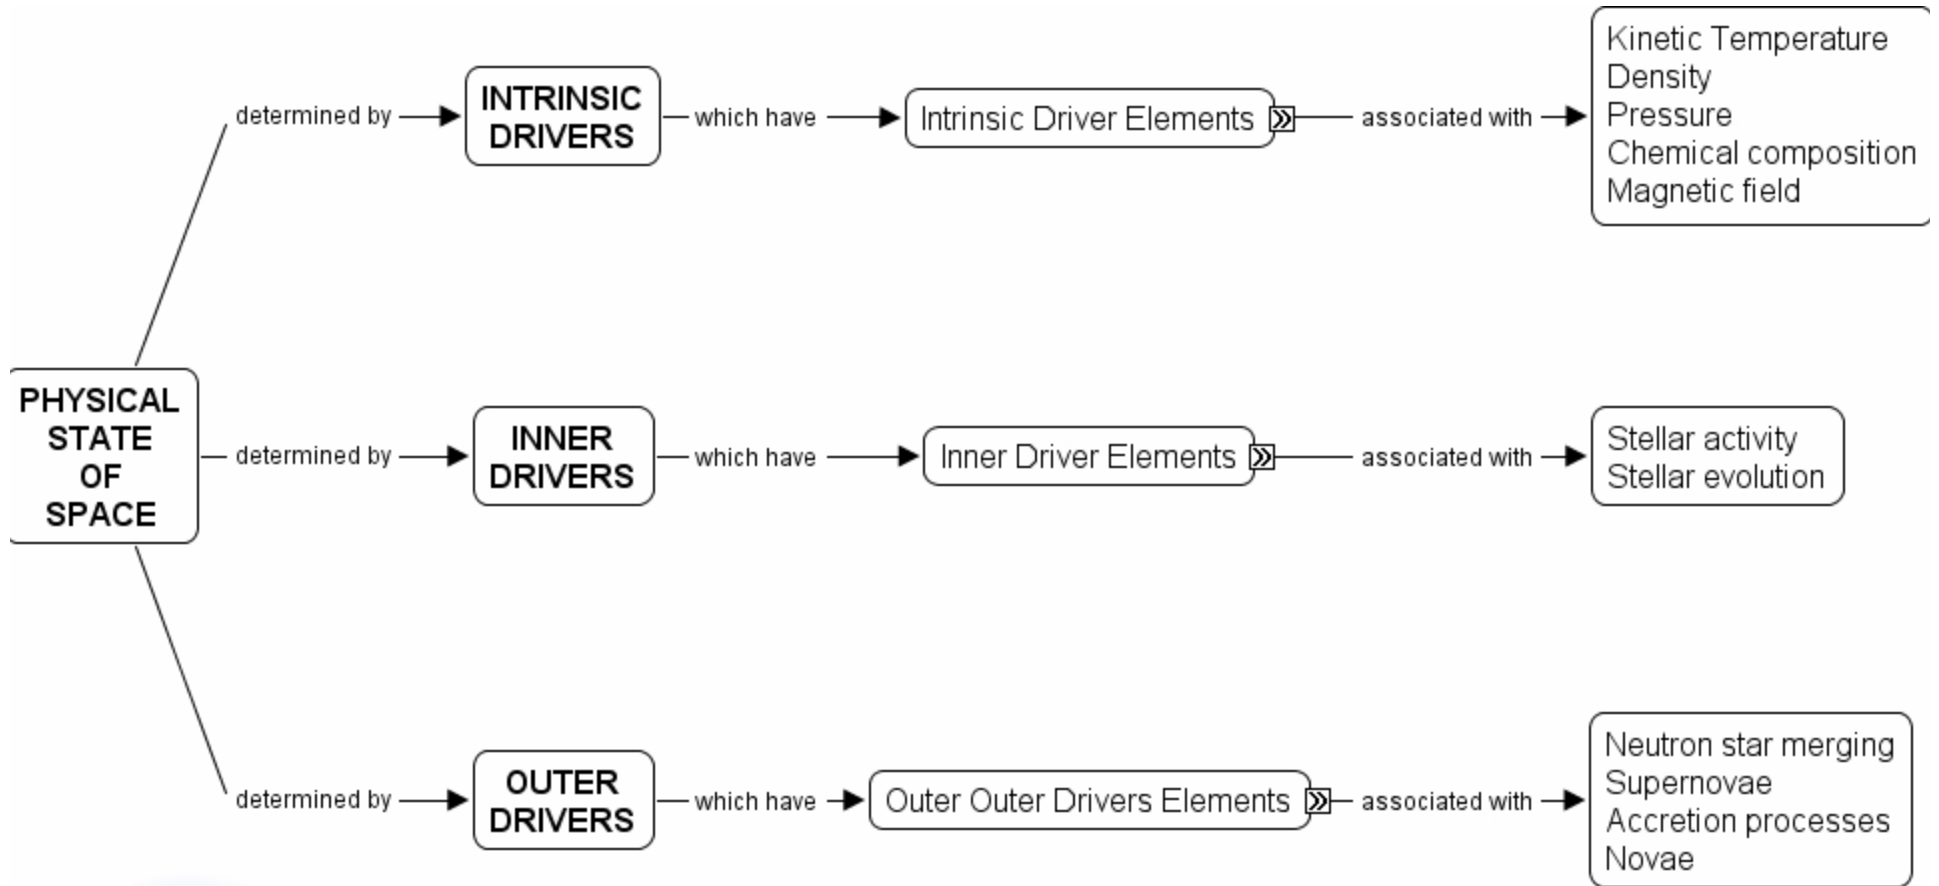 determined by
INTRINSIC
DRIVERS
which have
Intrinsic Driver Elements
associated with
Kinetic Temperature
Density
Pressure
Chemical composition
Magnetic field
PHYSICAL
STATE
OF
SPACE
determined by
INNER
DRIVERS
which have
Inner Driver Elements
associated with
Stellar activity
Stellar evolution
determined by
OUTER
DRIVERS
which have
Outer Outer Drivers Elements
associated with
Neutron star merging
Supernovae
Accretion processes
Novae